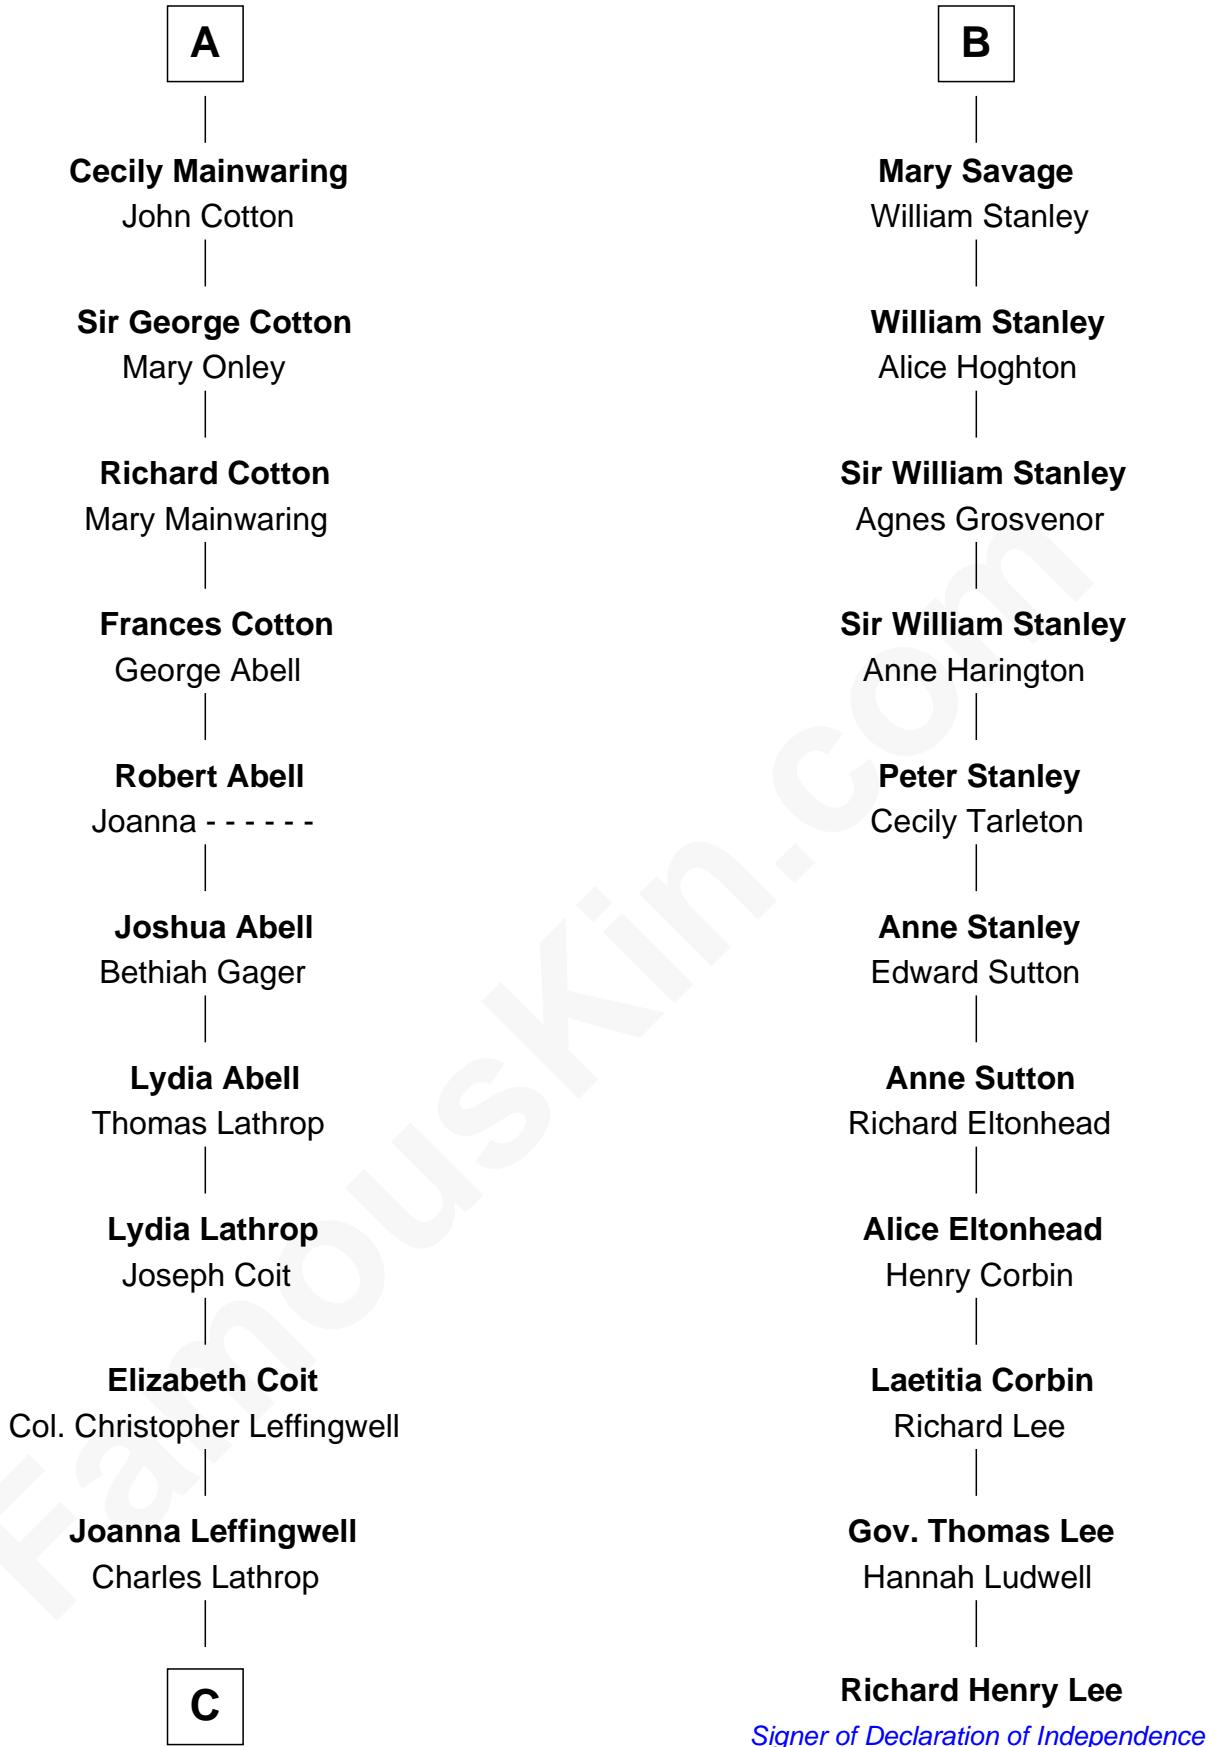 A
Cecily Mainwaring
John Cotton
Sir George Cotton
Mary Onley
Richard Cotton
Mary Mainwaring
Frances Cotton
George Abell
Robert Abell
Joanna - - - - - -
Joshua Abell
Bethiah Gager
Lydia Abell
Thomas Lathrop
Lydia Lathrop
Joseph Coit
Elizabeth Coit
Col. Christopher Leffingwell
Joanna Leffingwell
Charles Lathrop
C
B
Mary Savage
William Stanley
William Stanley
Alice Hoghton
Sir William Stanley
Agnes Grosvenor
Sir William Stanley
Anne Harington
Peter Stanley
Cecily Tarleton
Anne Stanley
Edward Sutton
Anne Sutton
Richard Eltonhead
Alice Eltonhead
Henry Corbin
Laetitia Corbin
Richard Lee
Gov. Thomas Lee
Hannah Ludwell
Richard Henry Lee
Signer of Declaration of Independence
FamousKin.com